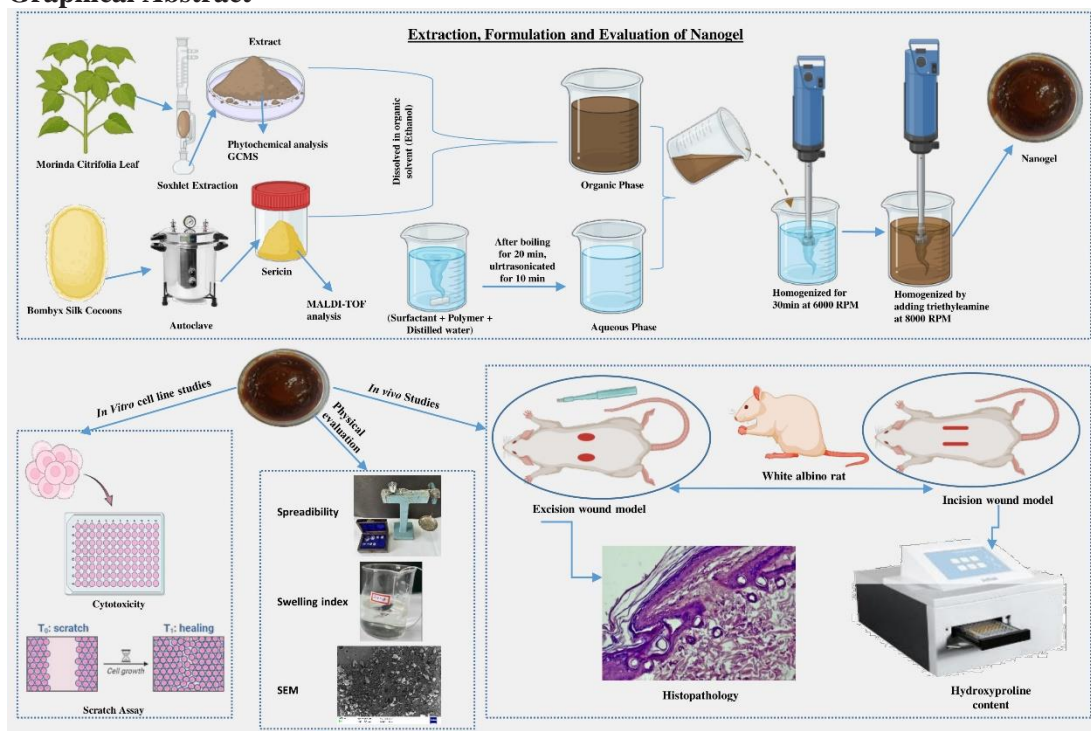 Graphical Abstract
Extraction, Formulation and Evaluation of Nanogel
Extract
Morinda Citrifolia Leaf
Soxhlet Extraction
Phytochemical analysis
GCMS
Dissolved in organic
solvent (Ethanol)
Organic Phase
Bombyx Silk Cocoons
Autoclave
Sericin
MALDI-TOF
analysis
(Surfactant + Polymer +
Distilled water)
After boiling
for 20 min,
ulrtrasonicated
for 10 min
Aqueous Phase
Homogenized for
30min at 6000 RPM
Homogenized by
adding triethyleamine
at 8000 RPM
Nanogel
In Vitro cell line studies
Physical
evaluation
In vivo Studies
Cytotoxicity
T₀: scratch
Cell growth
T₁: healing
Scratch Assay
Spreadibility
Swelling index
SEM
Excision wound model
White albino rat
Incision wound model
Histopathology
Hydroxyproline
content